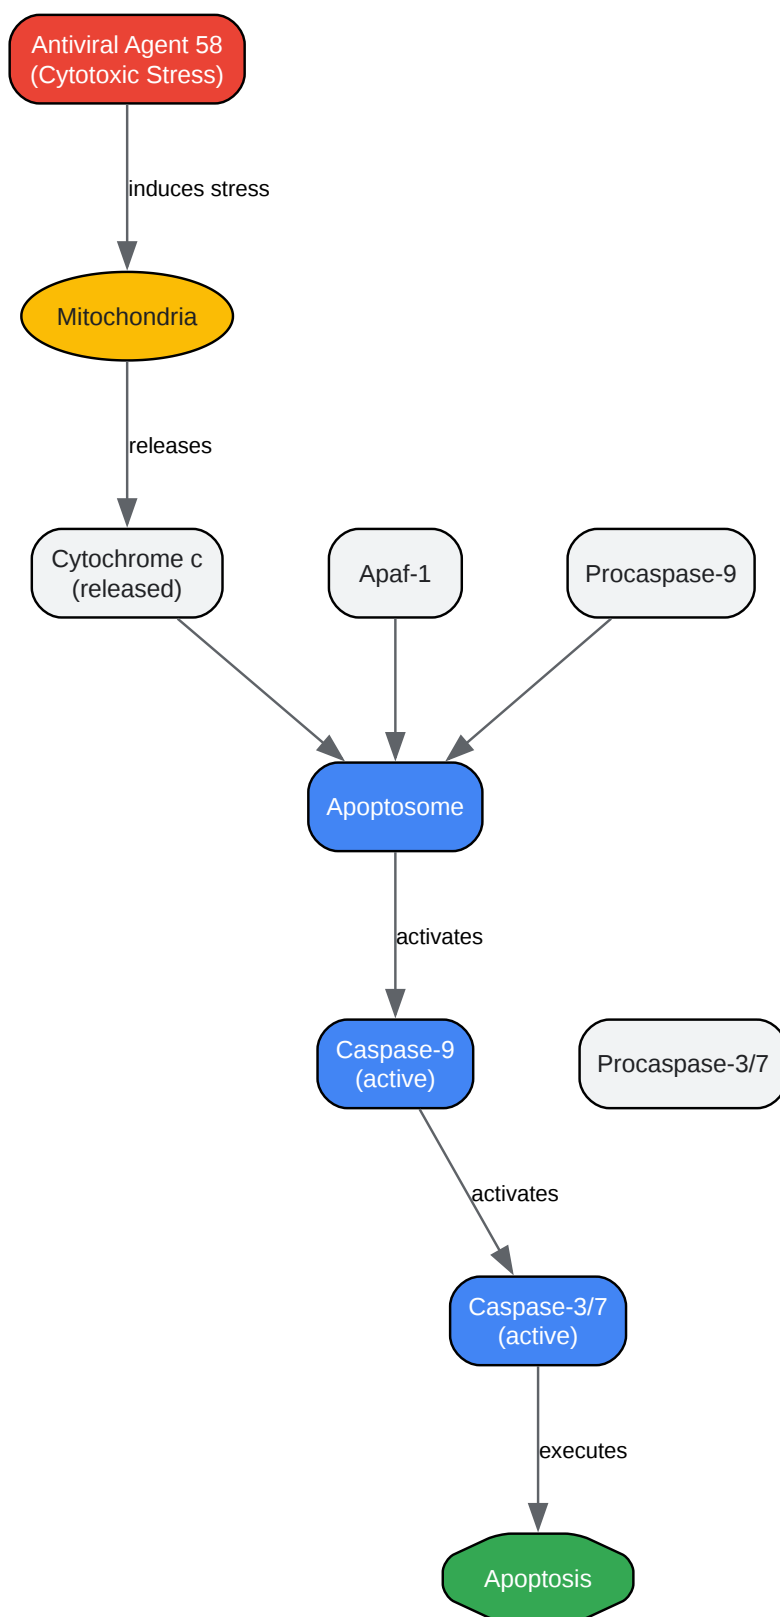 Antiviral Agent 58
(Cytotoxic Stress)
induces stress
Mitochondria
releases
Cytochrome c
(released)
Apaf-1
Procaspase-9
Apoptosome
activates
Caspase-9
(active)
Procaspase-3/7
activates
Caspase-3/7
(active)
executes
Apoptosis